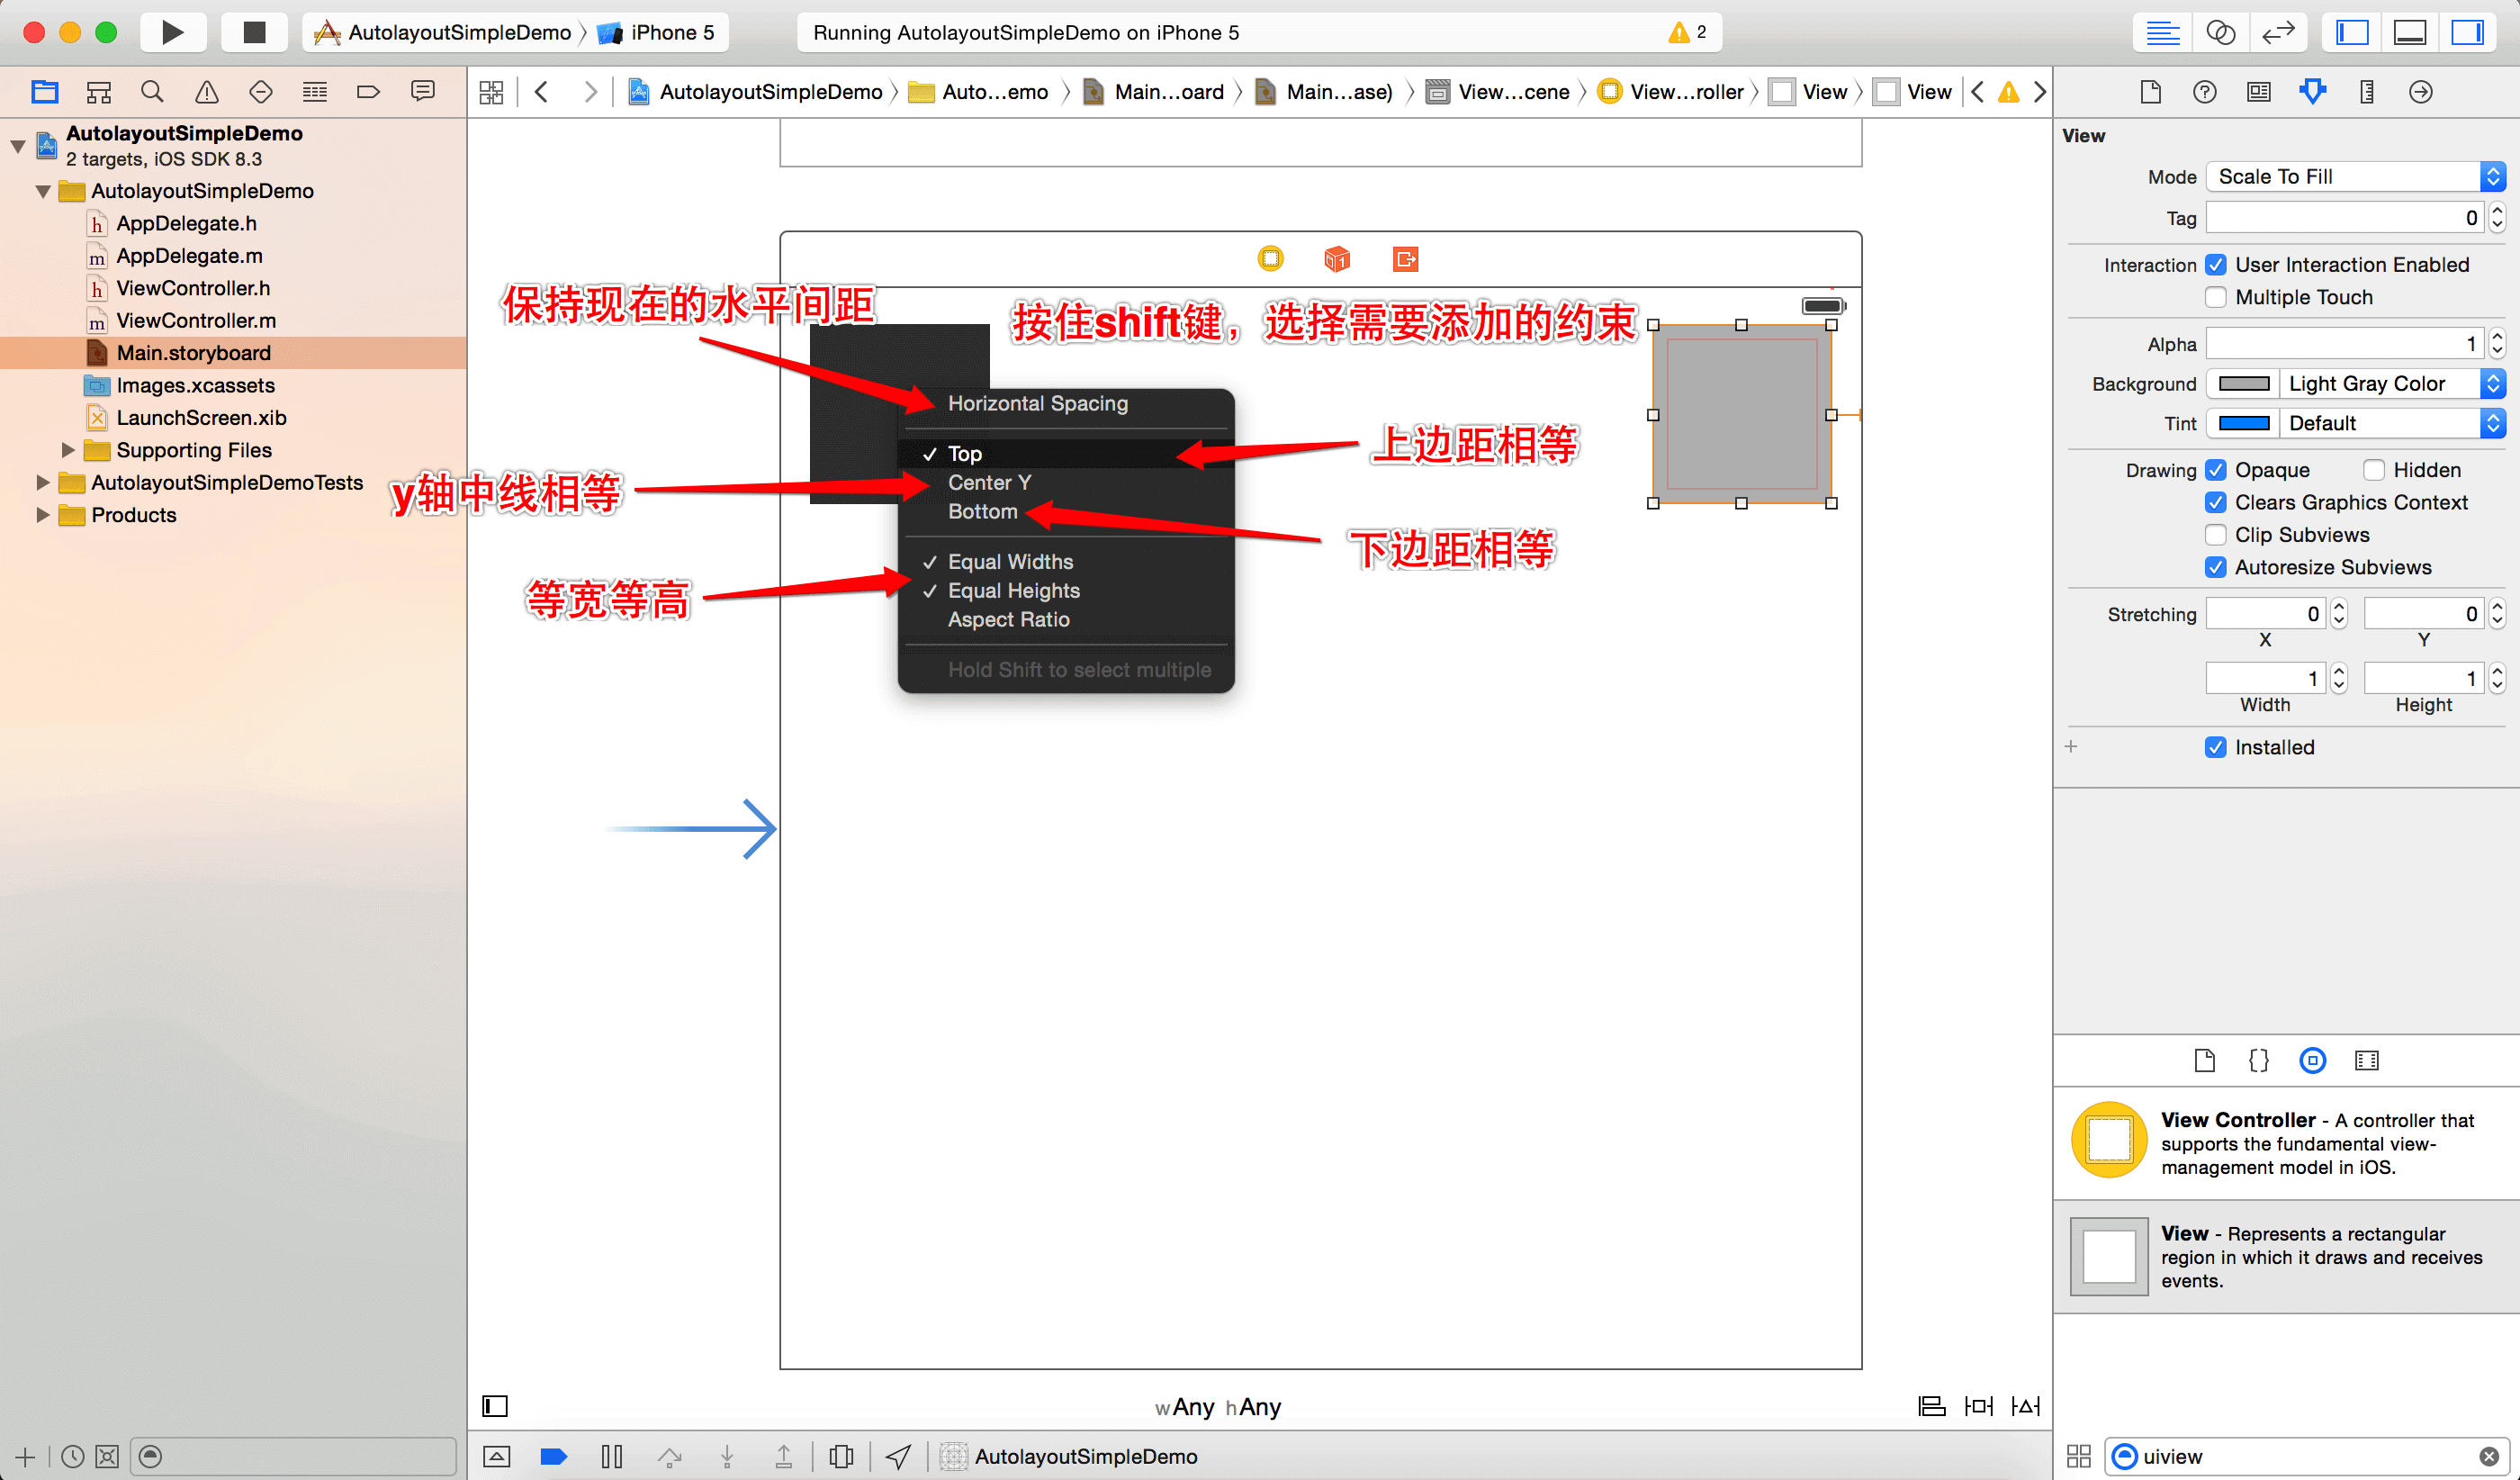 AutolayoutSimpleDemo
iPhone 5
Running AutolayoutSimpleDemo on iPhone 5
2
AutolayoutSimpleDemo
Auto...emo
Main...oard
Main...ase)
View...cene
View...roller
View
View
AutolayoutSimpleDemo
2 targets, iOS SDK 8.3
AutolayoutSimpleDemo
h AppDelegate.h
m AppDelegate.m
h ViewController.h
m ViewController.m
Main.storyboard
Images.xcassets
LaunchScreen.xib
Supporting Files
AutolayoutSimpleDemoTests
Products
保持现在的水平间距
按住shift键，选择需要添加的约束
Horizontal Spacing
✓ Top
Center Y
Bottom
✓ Equal Widths
✓ Equal Heights
Aspect Ratio
Hold Shift to select multiple
上边距相等
y轴中线相等
下边距相等
等宽等高
wAny hAny
AutolayoutSimpleDemo
View
Mode Scale To Fill
Tag 0
Interaction User Interaction Enabled
Multiple Touch
Alpha 1
Background Light Gray Color
Tint Default
Drawing Opaque Hidden
Clears Graphics Context
Clip Subviews
Autoresize Subviews
Stretching 0 0
X Y
1 1
Width Height
Installed
View Controller - A controller that
supports the fundamental view-
management model in iOS.
View - Represents a rectangular
region in which it draws and receives
events.
uiview